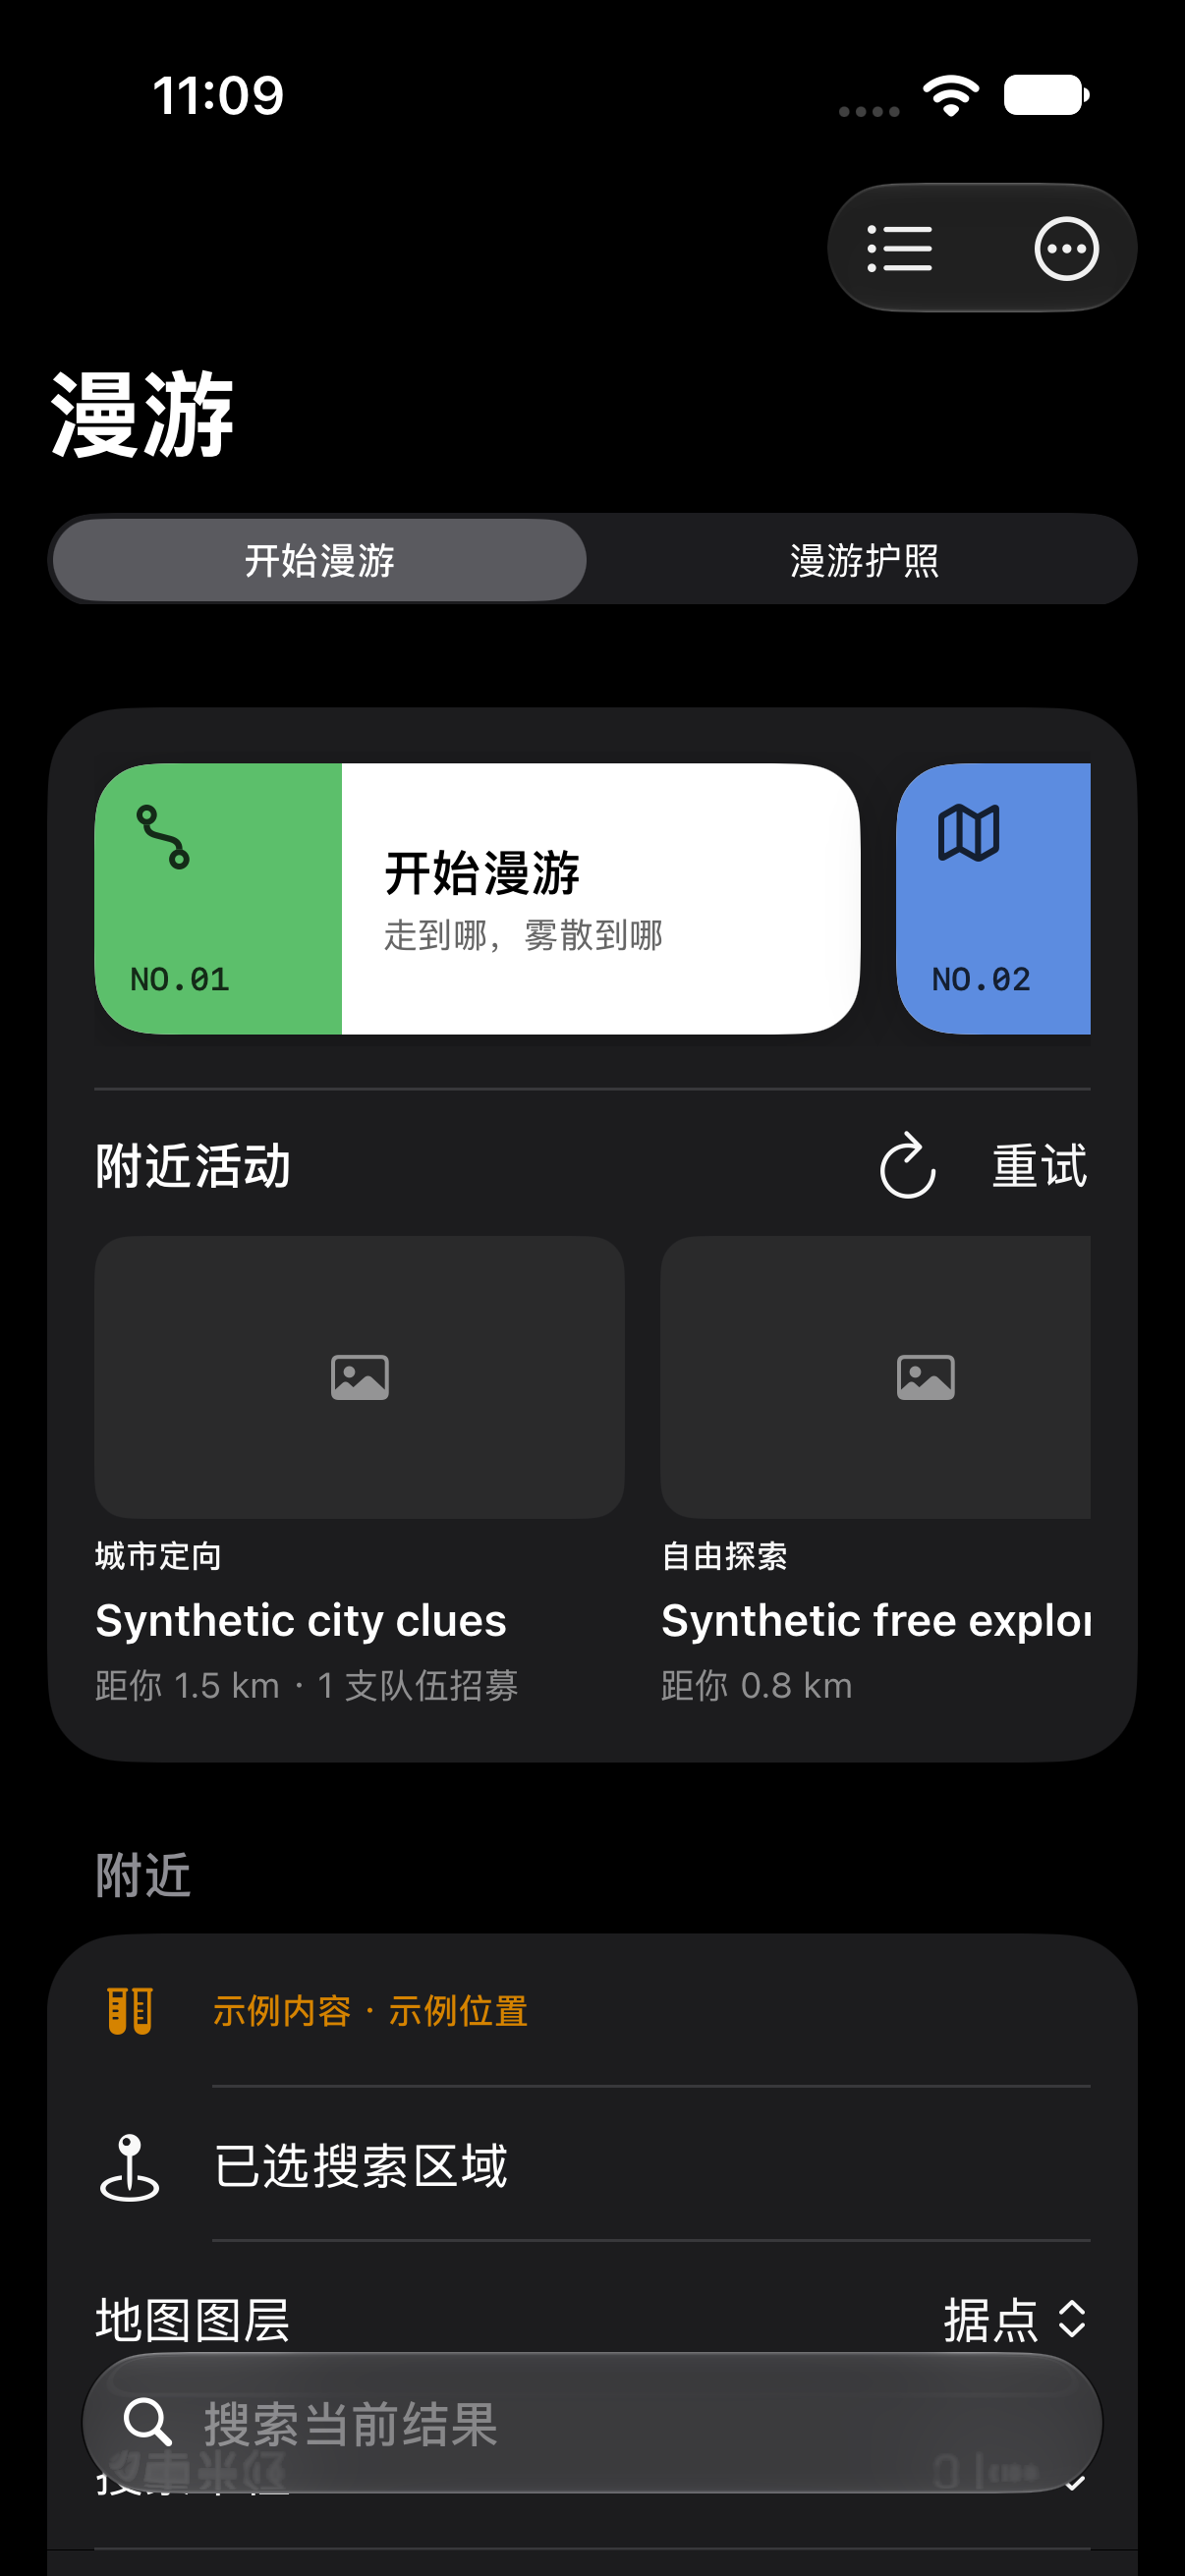 11:09
漫游
开始漫游
漫游护照
开始漫游
走到哪，雾散到哪
NO.01
NO.02
附近活动
重试
城市定向
Synthetic city clues
距你 1.5 km · 1 支队伍招募
自由探索
Synthetic free explor
距你 0.8 km
附近
示例内容 · 示例位置
已选搜索区域
地图图层
据点
搜索当前结果